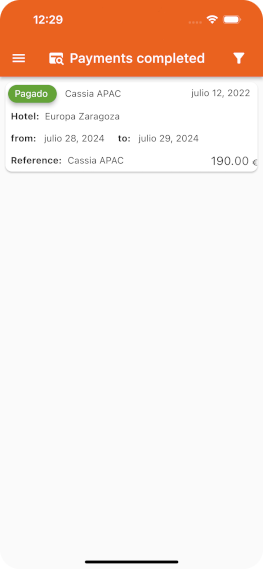 12:29
Payments completed
Pagado Cassia APAC julio 12, 2022
Hotel: Europa Zaragoza
from: julio 28, 2024 to: julio 29, 2024
Reference: Cassia APAC 190.00 €